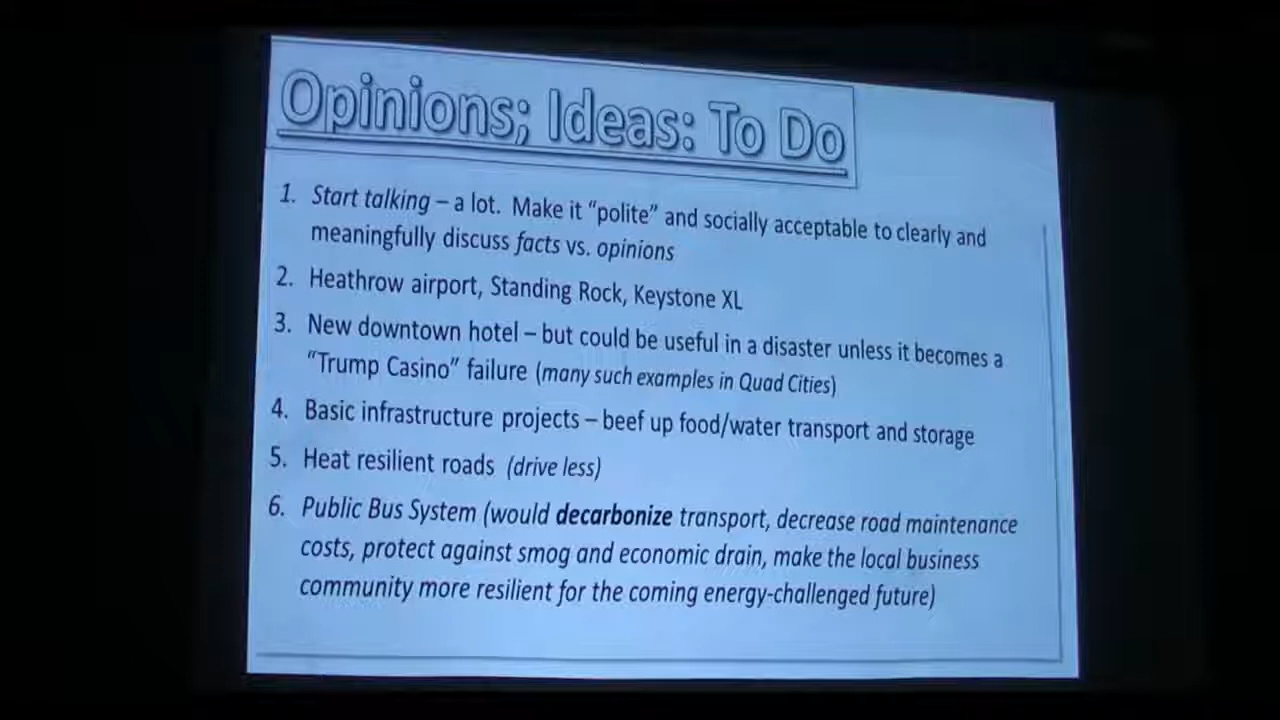 Opinions; Ideas: To Do
1. Start talking – a lot. Make it “polite” and socially acceptable to clearly and
meaningfully discuss facts vs. opinions
2. Heathrow airport, Standing Rock, Keystone XL
3. New downtown hotel – but could be useful in a disaster unless it becomes a
“Trump Casino” failure (many such examples in Quad Cities)
4. Basic infrastructure projects – beef up food/water transport and storage
5. Heat resilient roads (drive less)
6. Public Bus System (would decarbonize transport, decrease road maintenance
costs, protect against smog and economic drain, make the local business
community more resilient for the coming energy-challenged future)